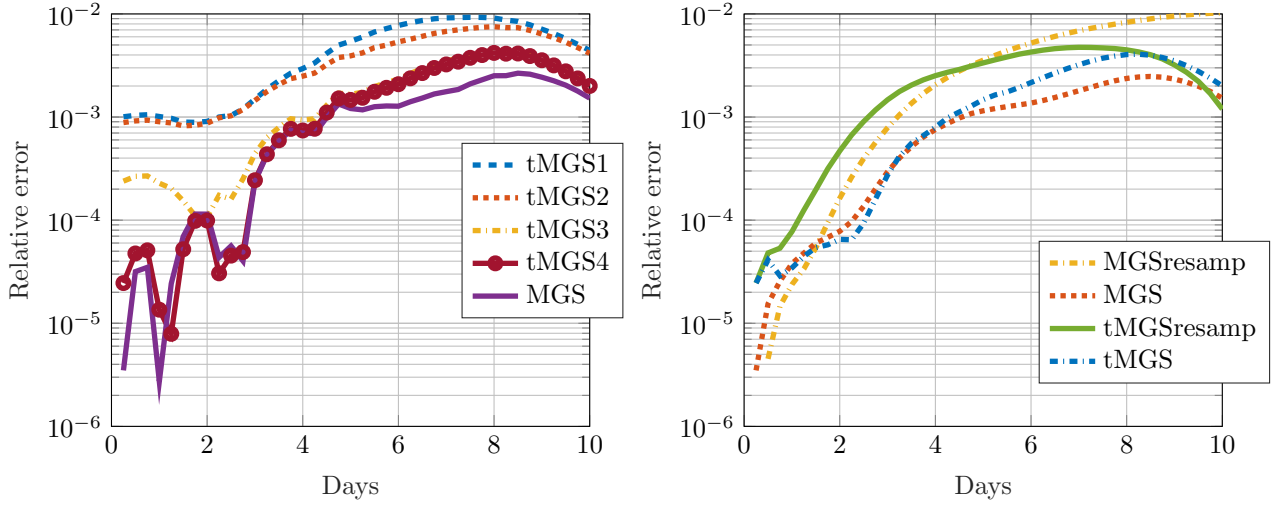 10^−2
10^−3
10^−4
10^−5
10^−6
Relative error
0 2 4 6 8 10
Days
tMGS1
tMGS2
tMGS3
tMGS4
MGS
10^−2
10^−3
10^−4
10^−5
10^−6
Relative error
0 2 4 6 8 10
Days
MGSresamp
MGS
tMGSresamp
tMGS